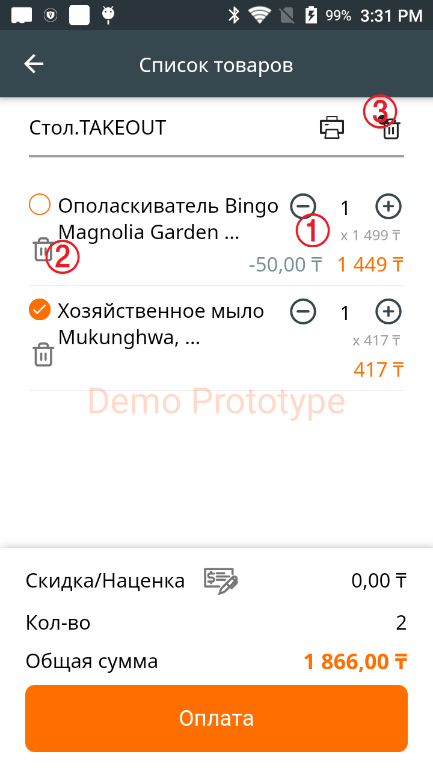 99% 3:31 PM
Список товаров
Стол.TAKEOUT
③
Ополаскиватель Bingo
Magnolia Garden ...
1
x 1 499 ₸
①
②
-50,00 ₸ 1 449 ₸
Хозяйственное мыло
Mukunghwa, ...
1
x 417 ₸
417 ₸
Demo Prototype
Скидка/Наценка 0,00 ₸
Кол-во 2
Общая сумма 1 866,00 ₸
Оплата